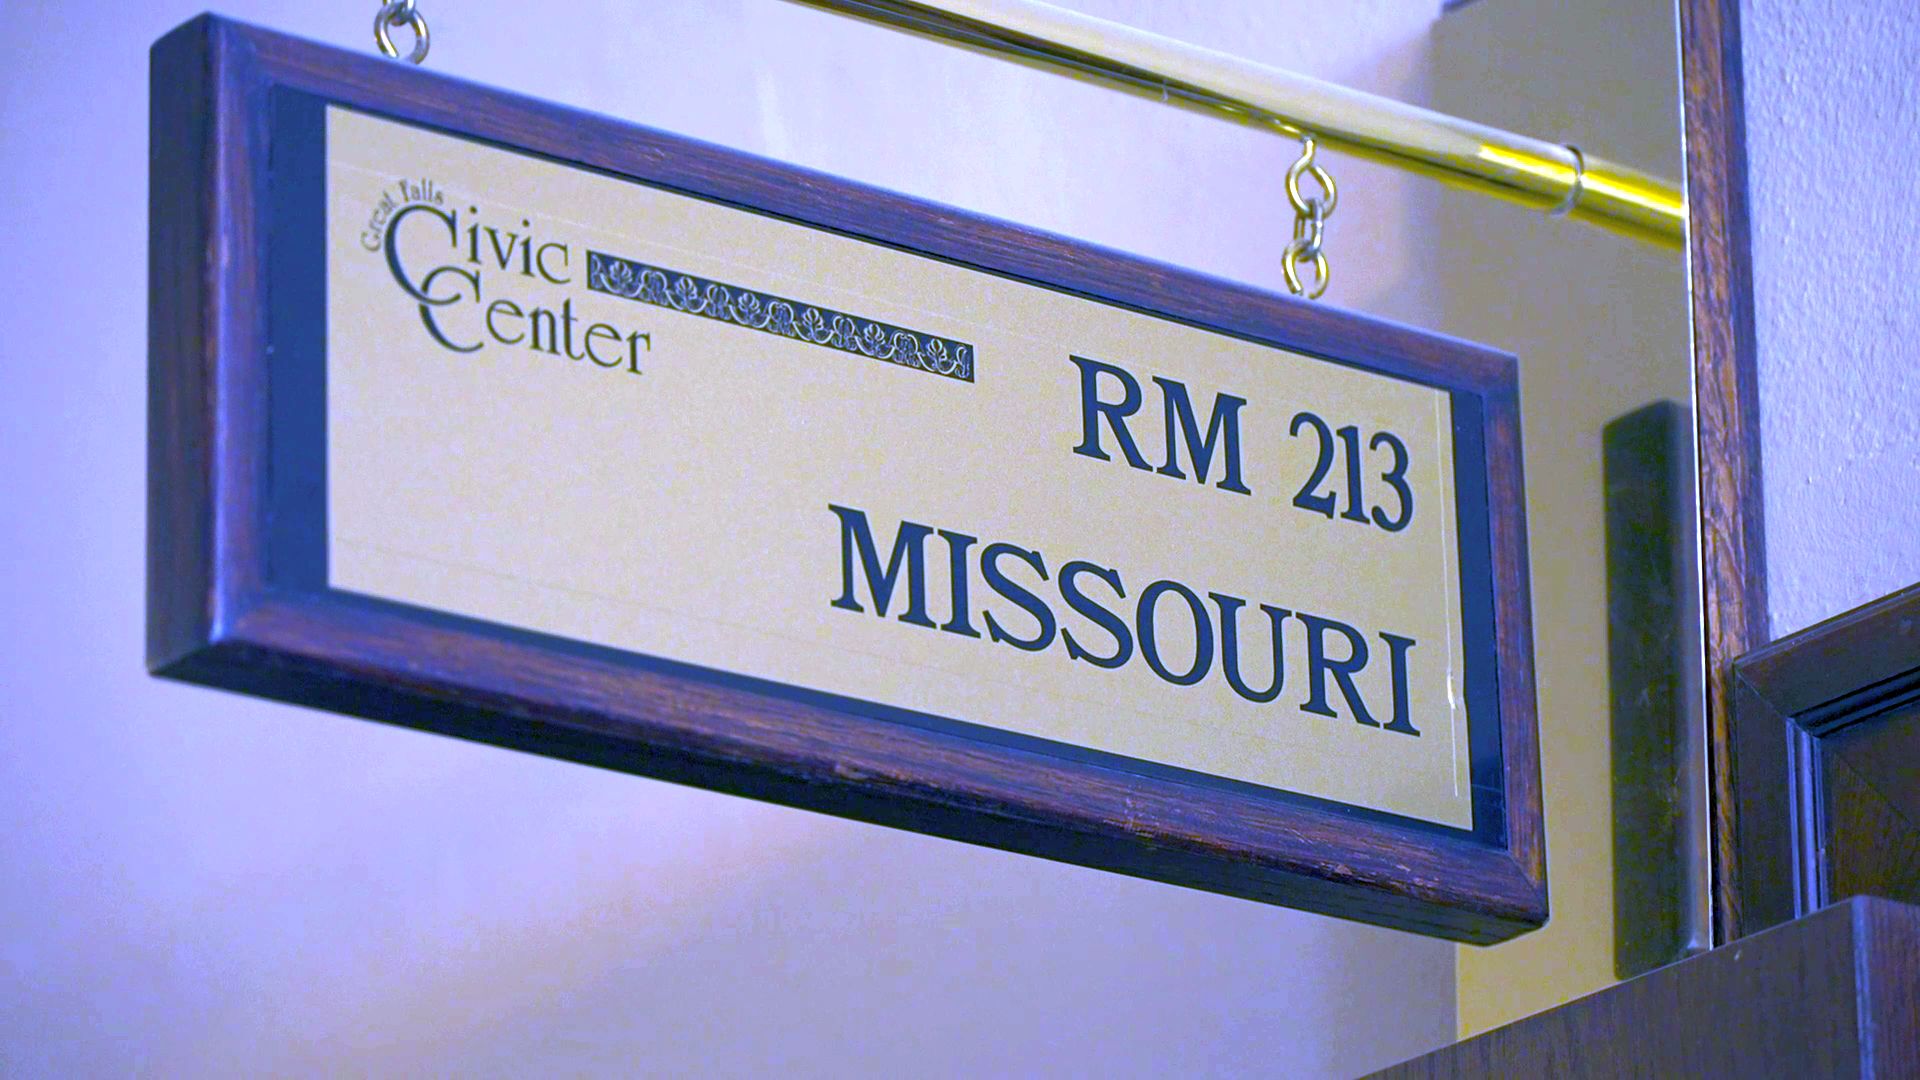 Great Falls
Civic
Center
RM 213
MISSOURI